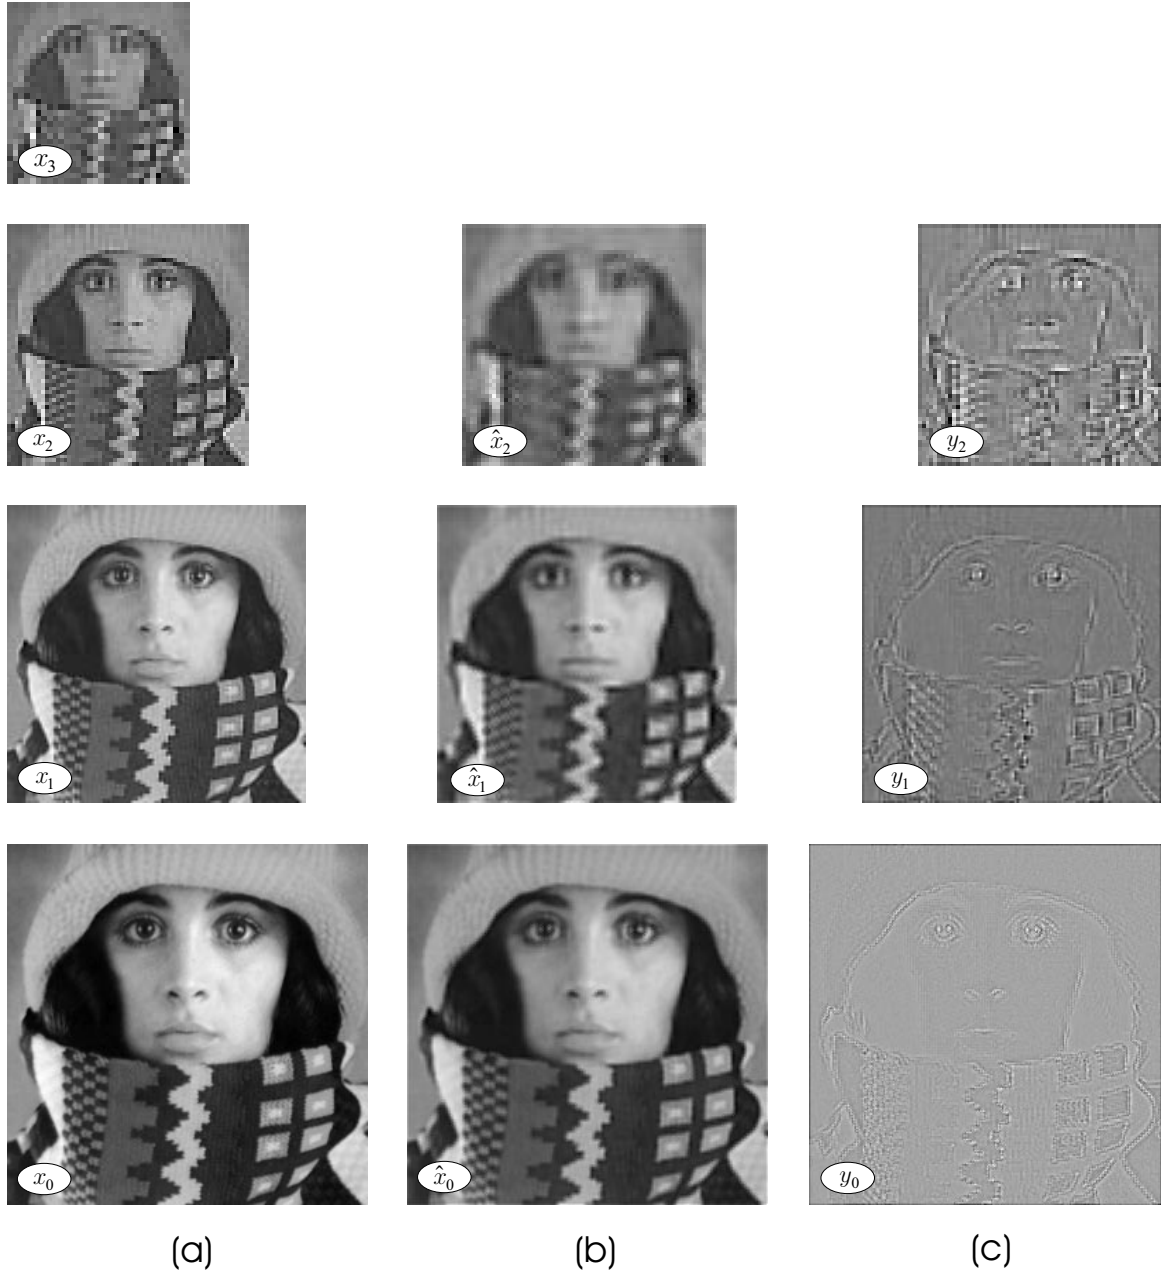 x₃
x₂ x̂₂ y₂
x₁ x̂₁ y₁
x₀ x̂₀ y₀
(a) (b) (c)